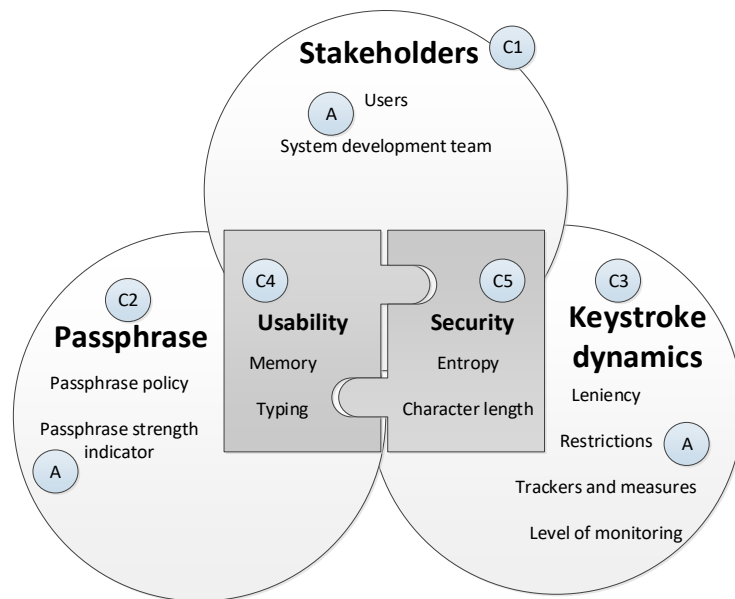 Stakeholders
C1
A
Users
System development team
C4
Usability
Memory
Typing
C5
Security
Entropy
Character length
C2
Passphrase
Passphrase policy
Passphrase strength
indicator
A
C3
Keystroke
dynamics
Leniency
Restrictions
A
Trackers and measures
Level of monitoring